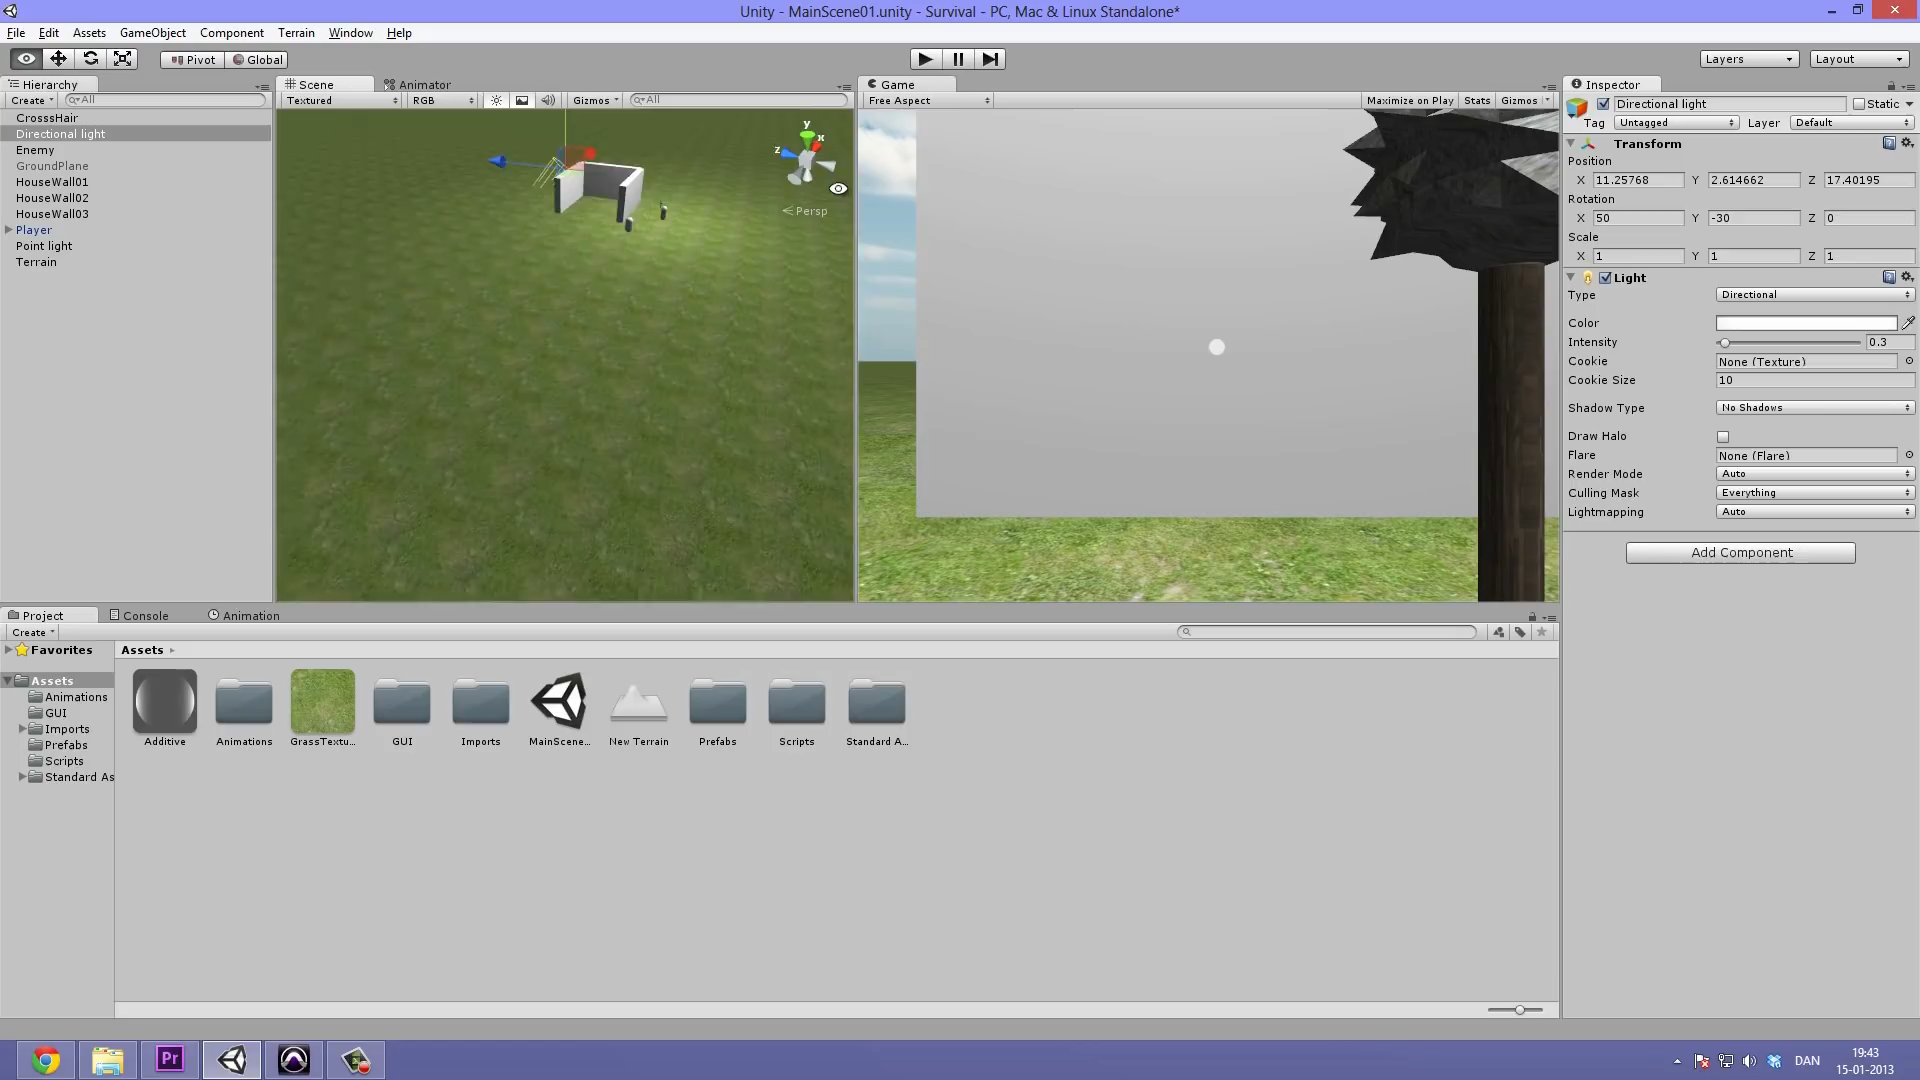 Unity - MainScene01.unity - Survival - PC, Mac & Linux Standalone*
File Edit Assets GameObject Component Terrain Window Help
Pivot Global Layers Layout
Hierarchy
Create All
CrosssHair
Directional light
Enemy
GroundPlane
HouseWall01
HouseWall02
HouseWall03
Player
Point light
Terrain
Scene Animator
Textured RGB Gizmos All
y
x
z
Persp
Game
Free Aspect Maximize on Play Stats Gizmos
Inspector
Directional light Static
Tag Untagged Layer Default
Transform
Position
X 11.25768 Y 2.614662 Z 17.40195
Rotation
X 50 Y -30 Z 0
Scale
X 1 Y 1 Z 1
Light
Type Directional
Color
Intensity 0.3
Cookie None (Texture)
Cookie Size 10
Shadow Type No Shadows
Draw Halo
Flare None (Flare)
Render Mode Auto
Culling Mask Everything
Lightmapping Auto
Add Component
Project Console Animation
Create
Favorites
Assets
Animations
GUI
Imports
Prefabs
Scripts
Standard As
Assets
Additive Animations GrassTextu... GUI Imports MainScene... New Terrain Prefabs Scripts Standard A...
Pr
DAN
19:43
15-01-2013